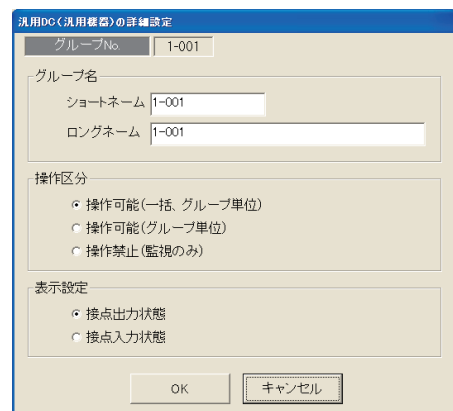 汎用DC(汎用機器)の詳細設定
グループNo. 1-001
グループ名
ショートネーム 1-001
ロングネーム 1-001
操作区分
操作可能(一括、グループ単位)
操作可能(グループ単位)
操作禁止(監視のみ)
表示設定
接点出力状態
接点入力状態
OK キャンセル